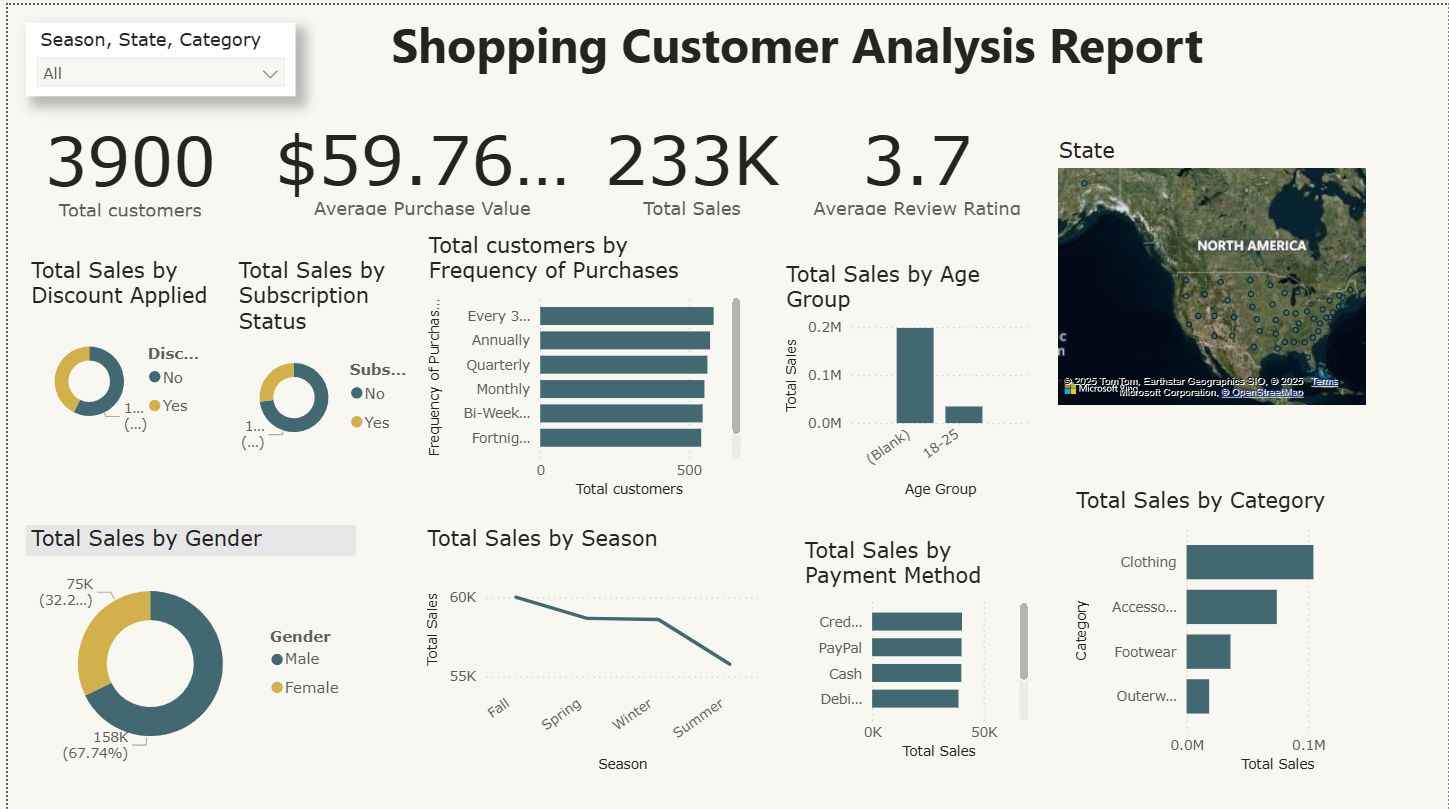 Season, State, Category
All
Shopping Customer Analysis Report
3900
Total customers
$59.76...
Average Purchase Value
233K
Total Sales
3.7
Average Review Rating
State
NORTH AMERICA
© 2025 TomTom, Earthstar Geographics SIO, © 2025 Terms
Microsoft Bing
Microsoft Corporation, © OpenStreetMap
Total Sales by
Discount Applied
Disc...
No
Yes
1...
(...)
Total Sales by
Subscription
Status
Subs...
No
Yes
1...
(...)
Total customers by
Frequency of Purchases
Frequency of Purchas...
Every 3...
Annually
Quarterly
Monthly
Bi-Week...
Fortnig...
0
500
Total customers
Total Sales by Age
Group
Total Sales
0.2M
0.1M
0.0M
(Blank)
18-25
Age Group
Total Sales by Gender
75K
(32.2...)
158K
(67.74%)
Gender
Male
Female
Total Sales by Season
Total Sales
60K
55K
Fall
Spring
Winter
Summer
Season
Total Sales by
Payment Method
Cred...
PayPal
Cash
Debi...
0K
50K
Total Sales
Total Sales by Category
Category
Clothing
Accesso...
Footwear
Outerw...
0.0M
0.1M
Total Sales